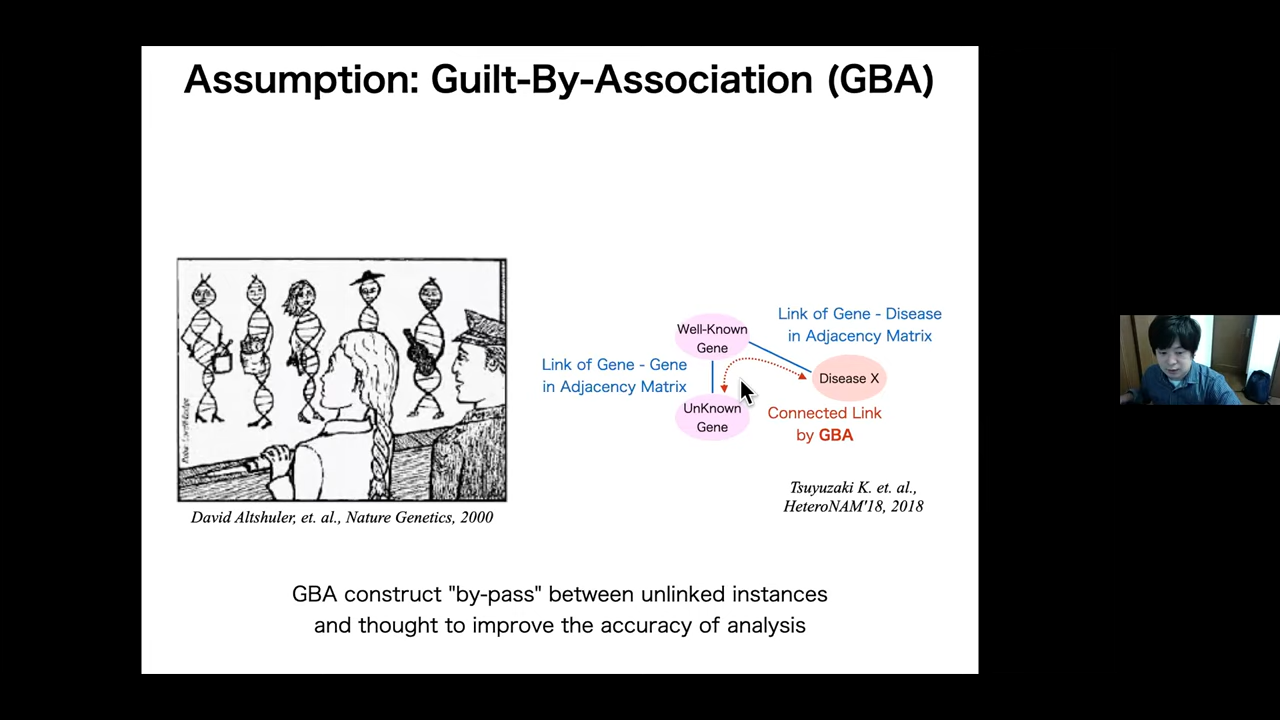 Assumption: Guilt-By-Association (GBA)
Link of Gene - Disease
in Adjacency Matrix
Well-Known
Gene
Link of Gene - Gene
in Adjacency Matrix
Disease X
UnKnown
Gene
Connected Link
by GBA
Tsuyuzaki K. et. al.,
HeteroNAM'18, 2018
David Altshuler, et. al., Nature Genetics, 2000
GBA construct "by-pass" between unlinked instances
and thought to improve the accuracy of analysis